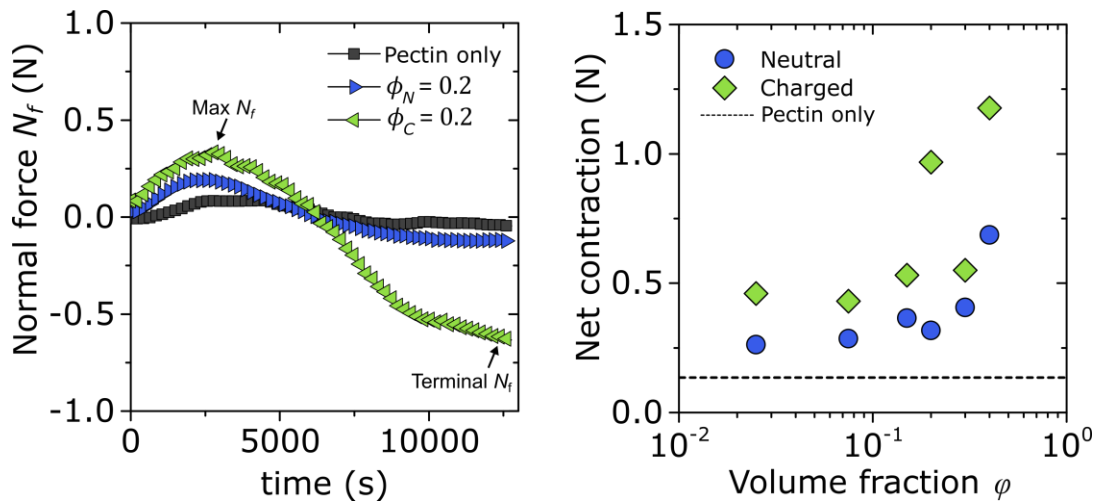 1.0
0.5
0.0
-0.5
-1.0
Normal force N_f (N)
Pectin only
ϕ_N = 0.2
ϕ_C = 0.2
Max N_f
Terminal N_f
0
5000
10000
time (s)
1.5
1.0
0.5
0.0
Net contraction (N)
Neutral
Charged
Pectin only
10^-2
10^-1
10^0
Volume fraction φ